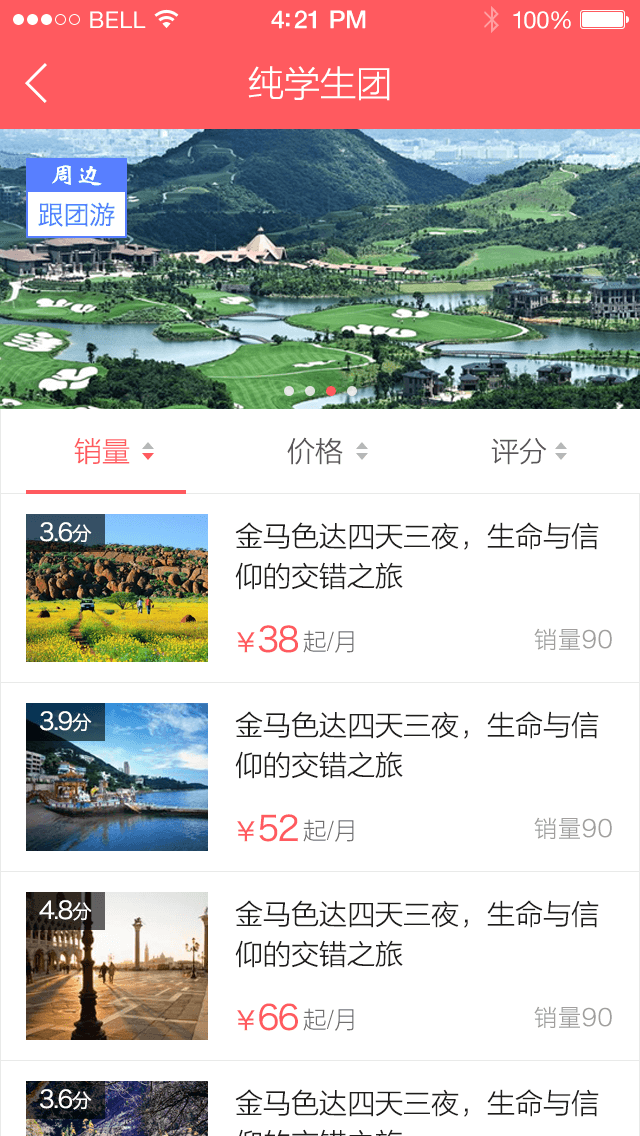 BELL 4:21 PM 100%
纯学生团
周边
跟团游
销量 价格 评分
3.6分
金马色达四天三夜，生命与信
仰的交错之旅
¥38起/月 销量90
3.9分
金马色达四天三夜，生命与信
仰的交错之旅
¥52起/月 销量90
4.8分
金马色达四天三夜，生命与信
仰的交错之旅
¥66起/月 销量90
3.6分
金马色达四天三夜，生命与信
仰的交错之旅